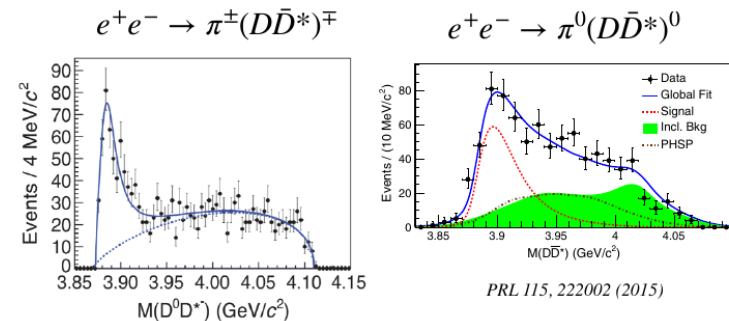 e⁺e⁻ → π±(DD̄*)∓
e⁺e⁻ → π⁰(DD̄*)⁰
Events / 4 MeV/c²
90
80
70
60
50
40
30
20
10
0
3.85 3.90 3.95 4.00 4.05 4.10 4.15
M(D⁰D*⁻) (GeV/c²)
Events / (10 MeV/c²)
80
60
40
20
0
Data
Global Fit
Signal
Incl. Bkg
PHSP
3.85 3.9 3.95 4 4.05
M(DD̄*) (GeV/c²)
PRL 115, 222002 (2015)